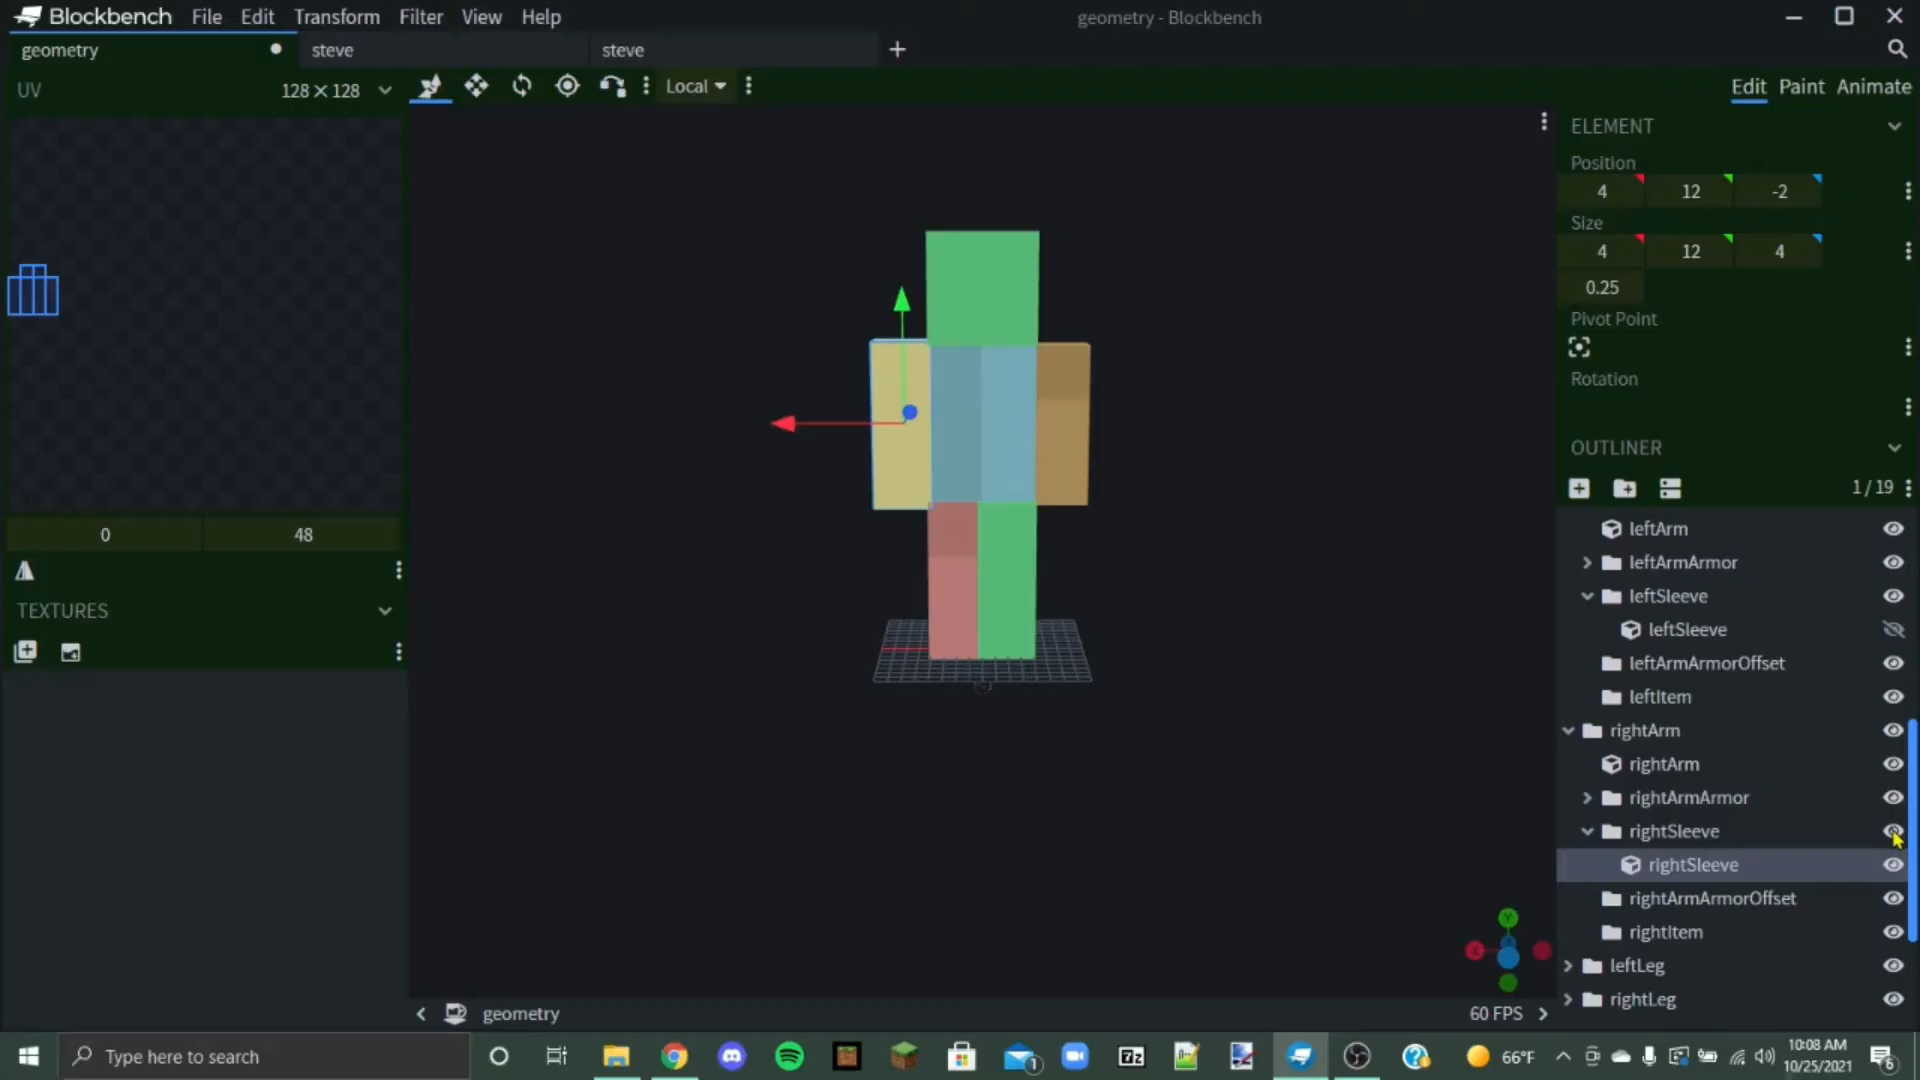 Blockbench File Edit Transform Filter View Help
geometry - Blockbench
geometry
steve
steve
UV
128 × 128
Local
Edit Paint Animate
ELEMENT
Position
4 12 -2
Size
4 12 4
0.25
Pivot Point
Rotation
OUTLINER
1 / 19
0 48
TEXTURES
leftArm
leftArmArmor
leftSleeve
leftSleeve
leftArmArmorOffset
leftItem
rightArm
rightArm
rightArmArmor
rightSleeve
rightSleeve
rightArmArmorOffset
rightItem
leftLeg
rightLeg
Y
X
geometry
60 FPS
Type here to search
1
7z
66°F
10:08 AM
10/25/2021
6